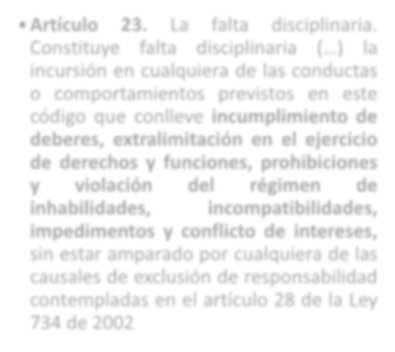 •Artículo 23. La falta disciplinaria.
Constituye falta disciplinaria (…) la
incursión en cualquiera de las conductas
o comportamientos previstos en este
código que conlleve incumplimiento de
deberes, extralimitación en el ejercicio
de derechos y funciones, prohibiciones
y violación del régimen de
inhabilidades, incompatibilidades,
impedimentos y conflicto de intereses,
sin estar amparado por cualquiera de las
causales de exclusión de responsabilidad
contempladas en el artículo 28 de la Ley
734 de 2002